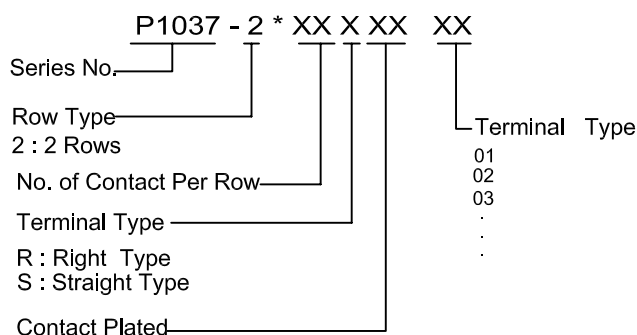 P1037 - 2 * XX X XX XX
Series No.
Row Type
2 : 2 Rows
No. of Contact Per Row
Terminal Type
R : Right Type
S : Straight Type
Contact Plated
Terminal Type
01
02
03
.
.
.